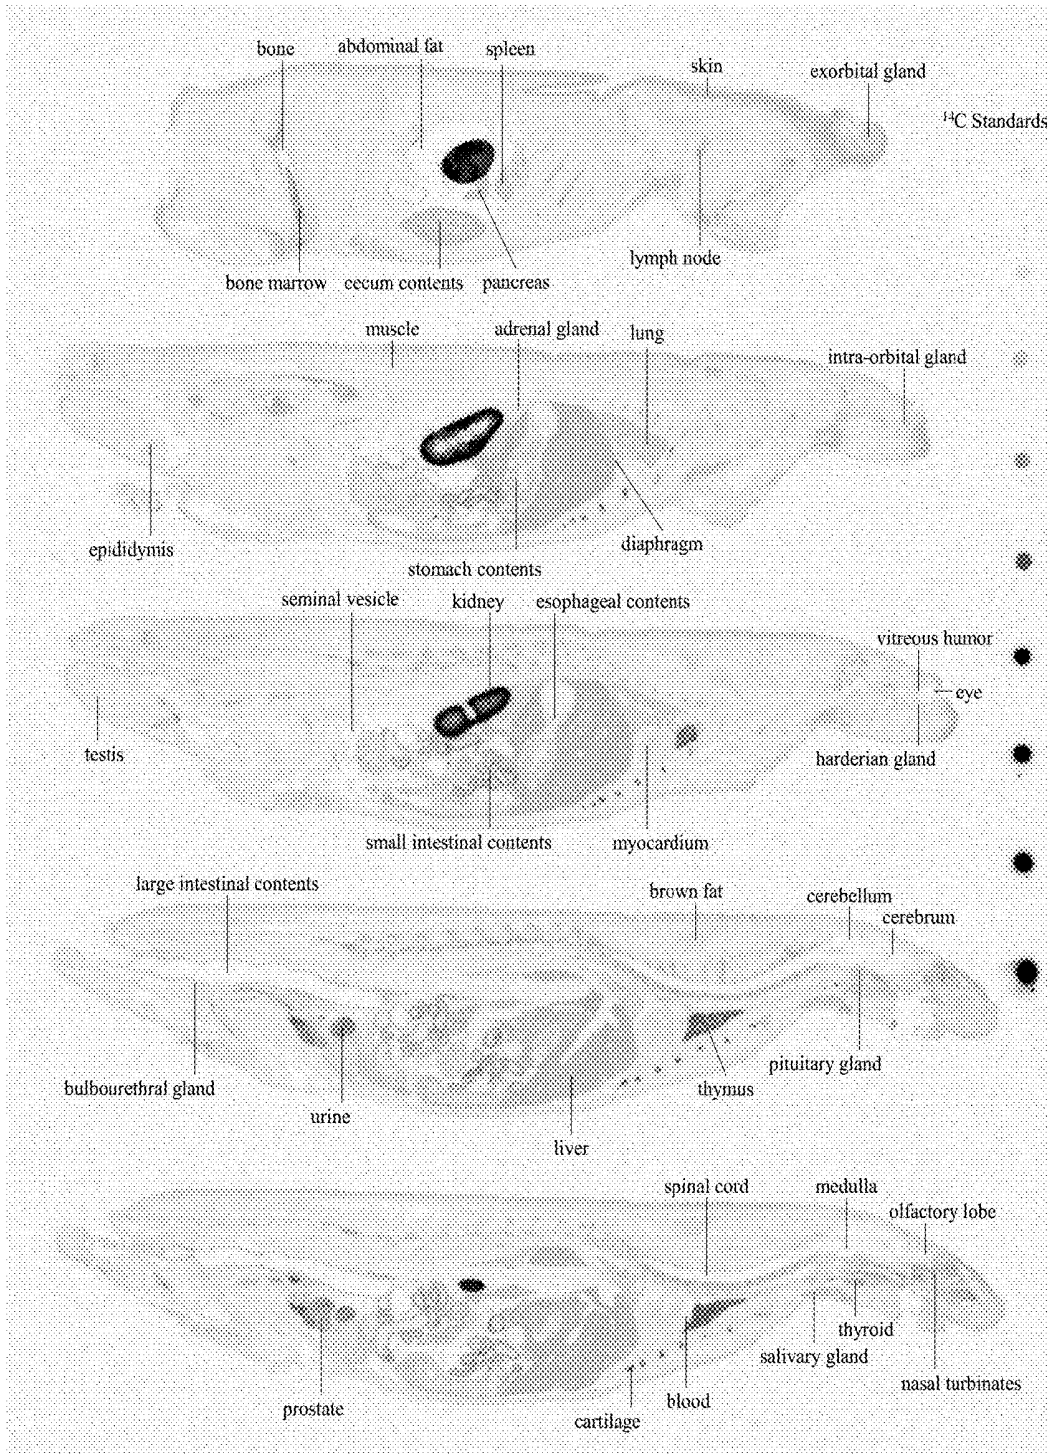 bone
abdominal fat
spleen
skin
exorbital gland
¹⁴C Standards
lymph node
bone marrow
cecum contents
pancreas
muscle
adrenal gland
lung
intra-orbital gland
epididymis
diaphragm
stomach contents
seminal vesicle
kidney
esophageal contents
vitreous humor
eye
testis
harderian gland
small intestinal contents
myocardium
large intestinal contents
brown fat
cerebellum
cerebrum
pituitary gland
bulbourethral gland
thymus
urine
liver
spinal cord
medulla
olfactory lobe
thyroid
salivary gland
nasal turbinates
blood
prostate
cartilage